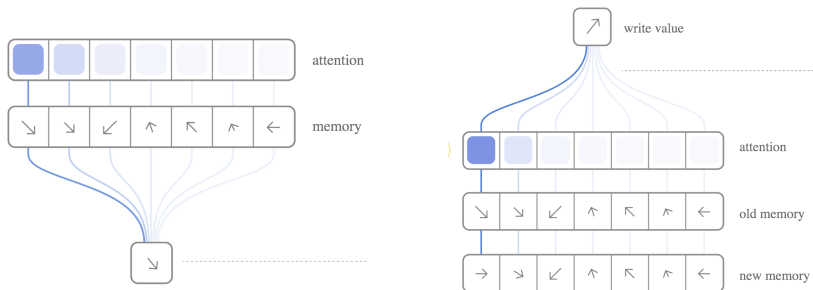 attention
memory
write value
attention
old memory
new memory